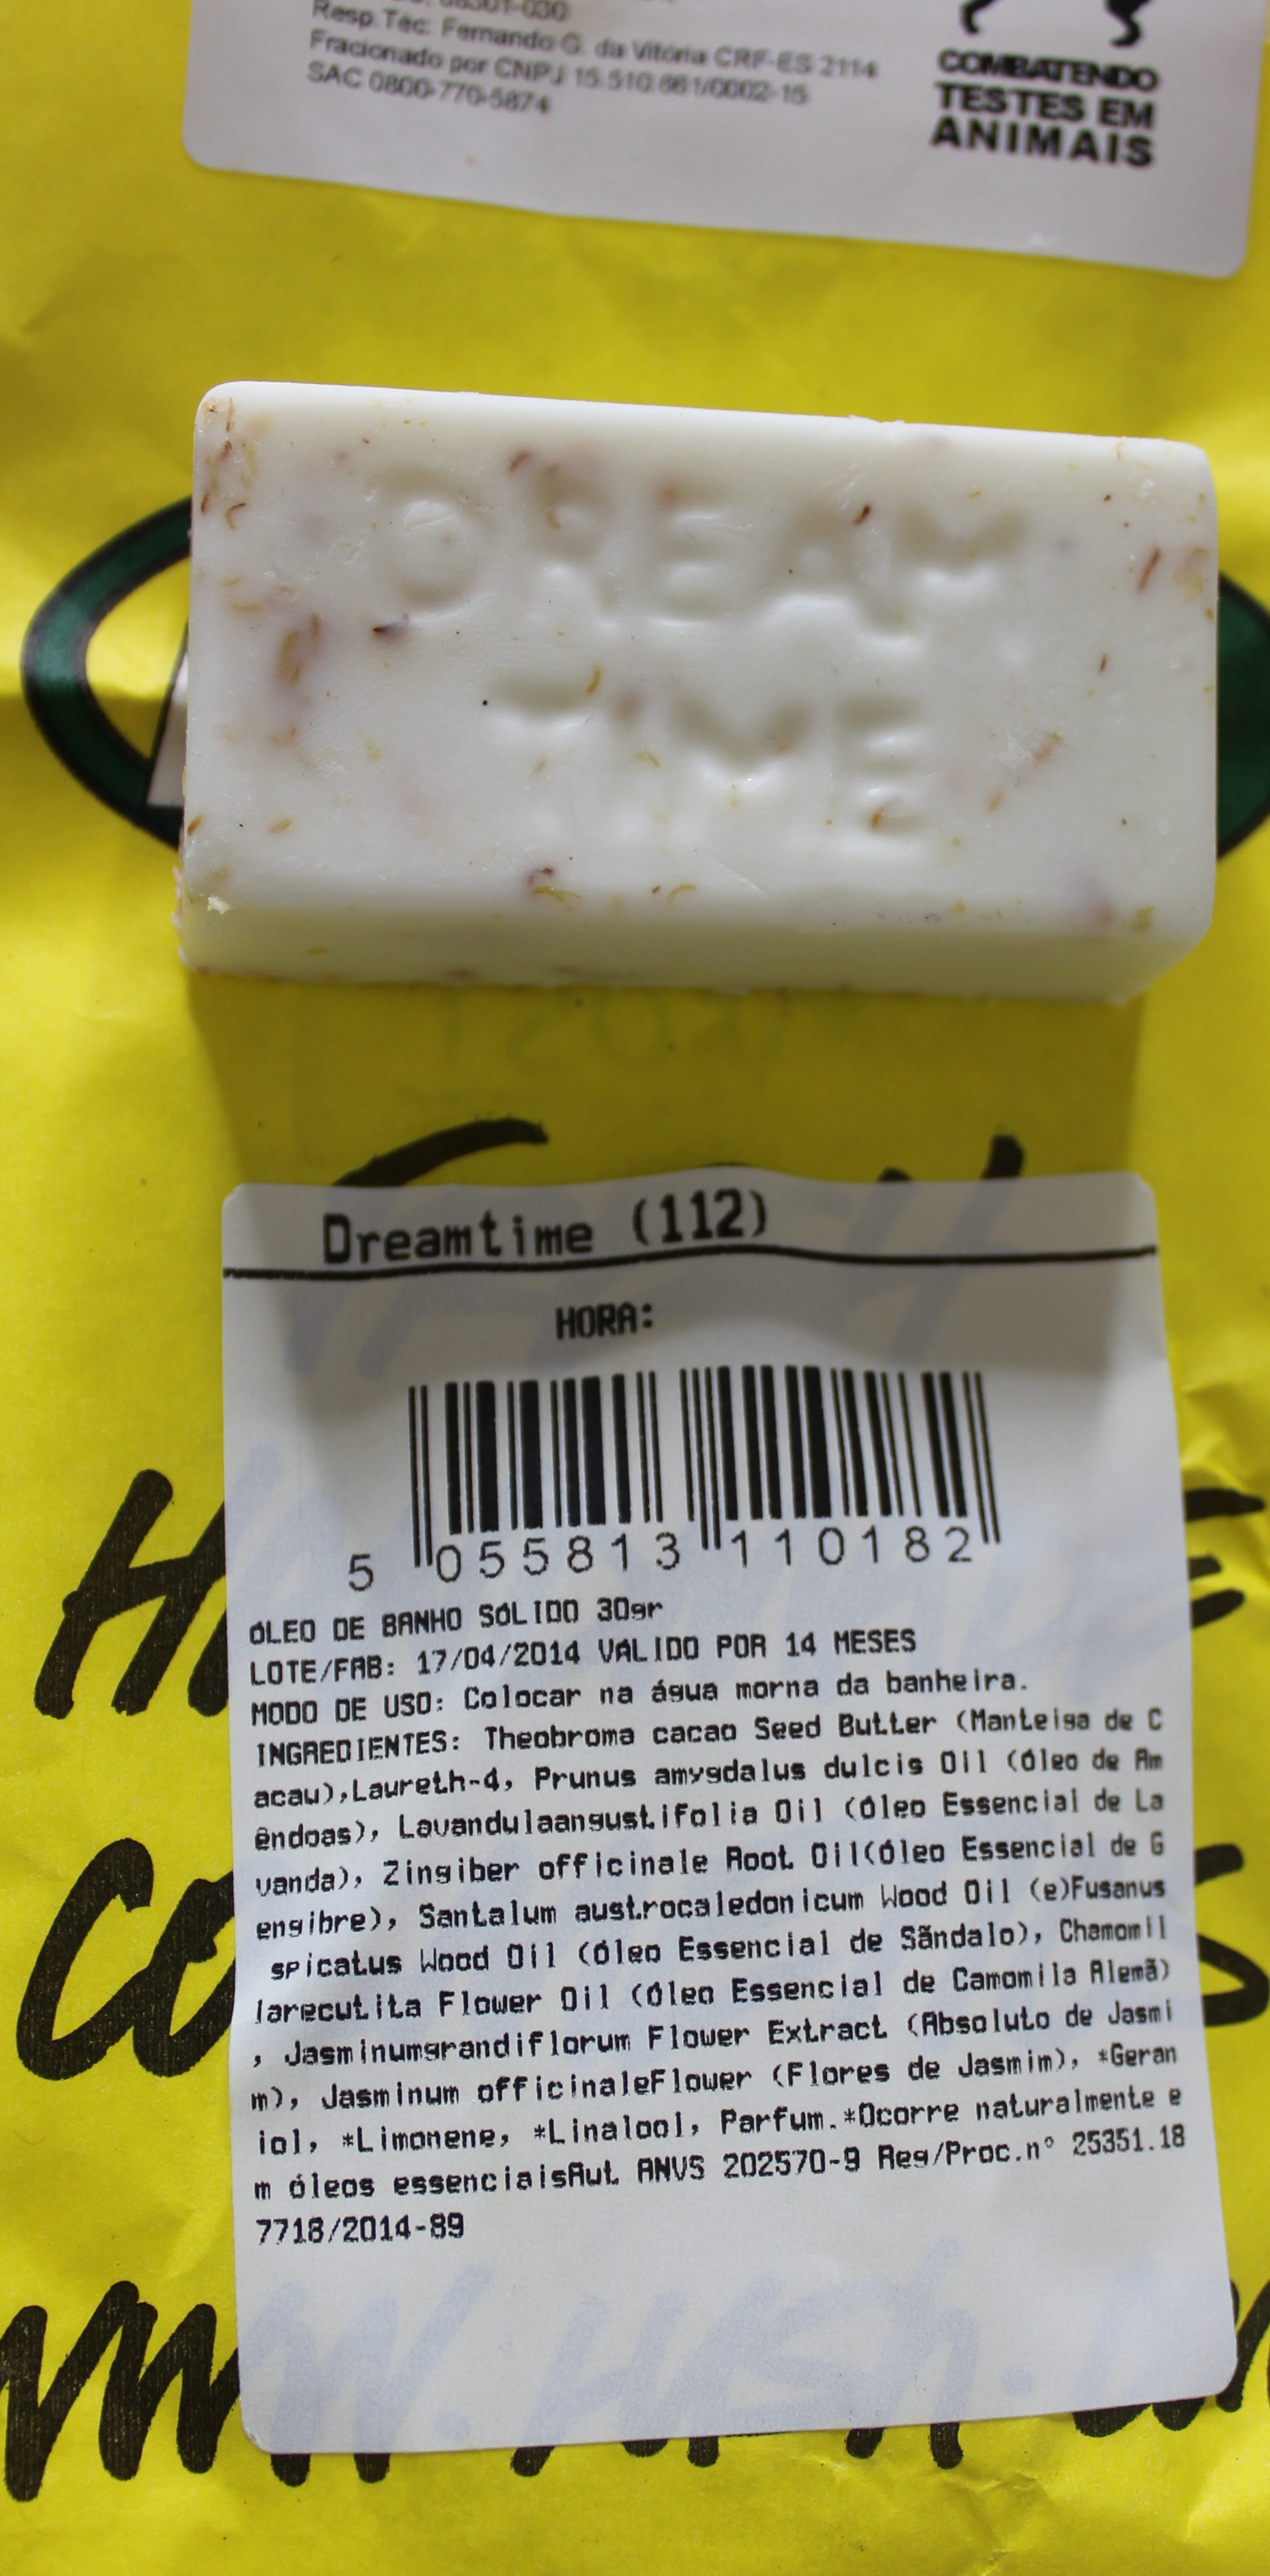 Resp.Téc: Fernando G. da Vitória CRF-ES 2114
Fracionado por CNPJ 15.510.661/0002-15
SAC 0800-770-5874
COMBATENDO
TESTES EM
ANIMAIS
DREAM
TIME
Dreamtime (112)
HORA:
5 055813 110182
ÓLEO DE BANHO SÓLIDO 30gr
LOTE/FAB: 17/04/2014 VÁLIDO POR 14 MESES
MODO DE USO: Colocar na água morna da banheira.
INGREDIENTES: Theobroma cacao Seed Butter (Manteiga de C
acau),Laureth-4, Prunus amygdalus dulcis Oil (Óleo de Am
êndoas), Lavandulaangustifolia Oil (Óleo Essencial de La
vanda), Zingiber officinale Root Oil(Óleo Essencial de G
engibre), Santalum austrocaledonicum Wood Oil (e)Fusanus
spicatus Wood Oil (Óleo Essencial de Sãndalo), Chamomil
larecutita Flower Oil (Óleo Essencial de Camomila Alemã)
, Jasminumgrandiflorum Flower Extract (Absoluto de Jasmi
m), Jasminum officinaleFlower (Flores de Jasmim), *Geran
iol, *Limonene, *Linalool, Parfum.*Ocorre naturalmente e
m óleos essenciaisAut ANVS 202570-9 Reg/Proc.n° 25351.18
7718/2014-89